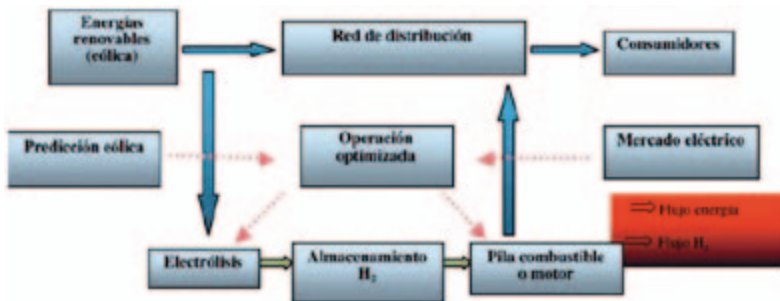 Energías
renovables
(eólica)
Red de distribución
Consumidores
Predicción eólica
Operación
optimizada
Mercado eléctrico
Flujo energía
Flujo H₂
Electrólisis
Almacenamiento
H₂
Pila combustible
o motor